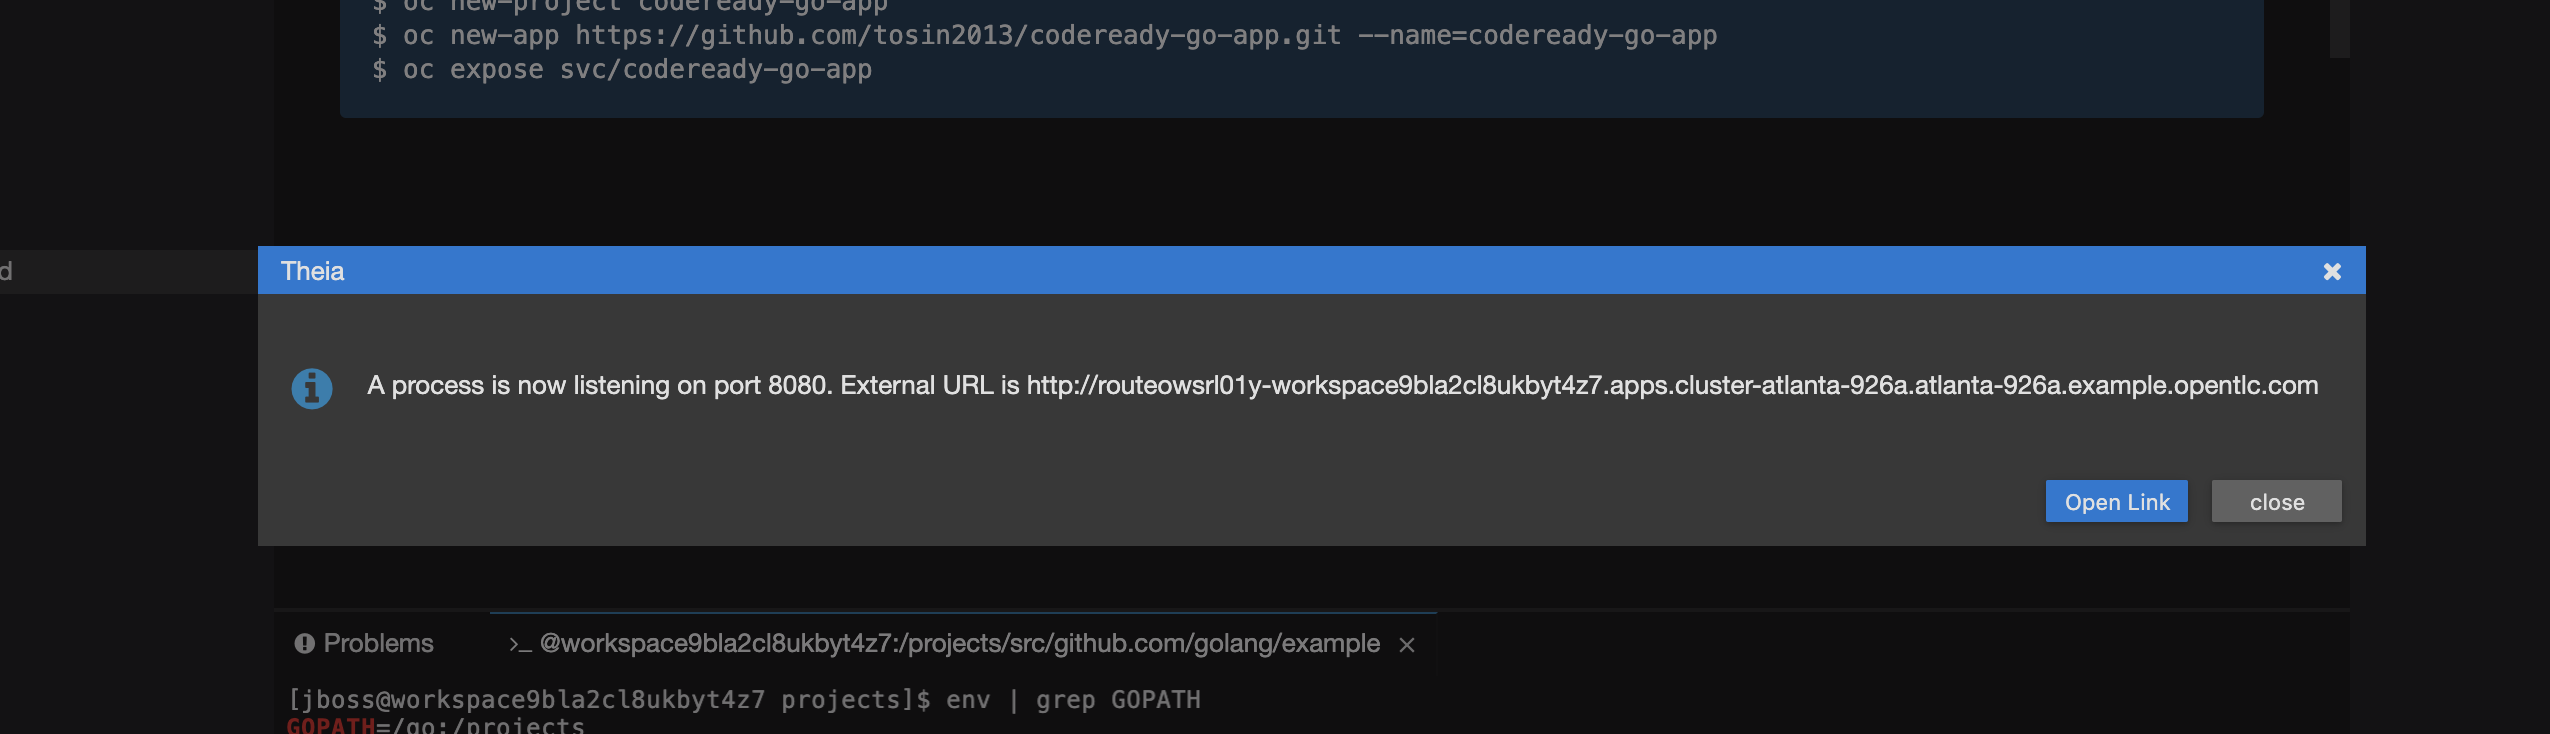 $ oc new-project codeready-go-app
$ oc new-app https://github.com/tosin2013/codeready-go-app.git --name=codeready-go-app
$ oc expose svc/codeready-go-app
d
Theia
A process is now listening on port 8080. External URL is http://routeowsrl01y-workspace9bla2cl8ukbyt4z7.apps.cluster-atlanta-926a.atlanta-926a.example.opentlc.com
Open Link
close
Problems
>_ @workspace9bla2cl8ukbyt4z7:/projects/src/github.com/golang/example
[jboss@workspace9bla2cl8ukbyt4z7 projects]$ env | grep GOPATH
GOPATH=/go:/projects